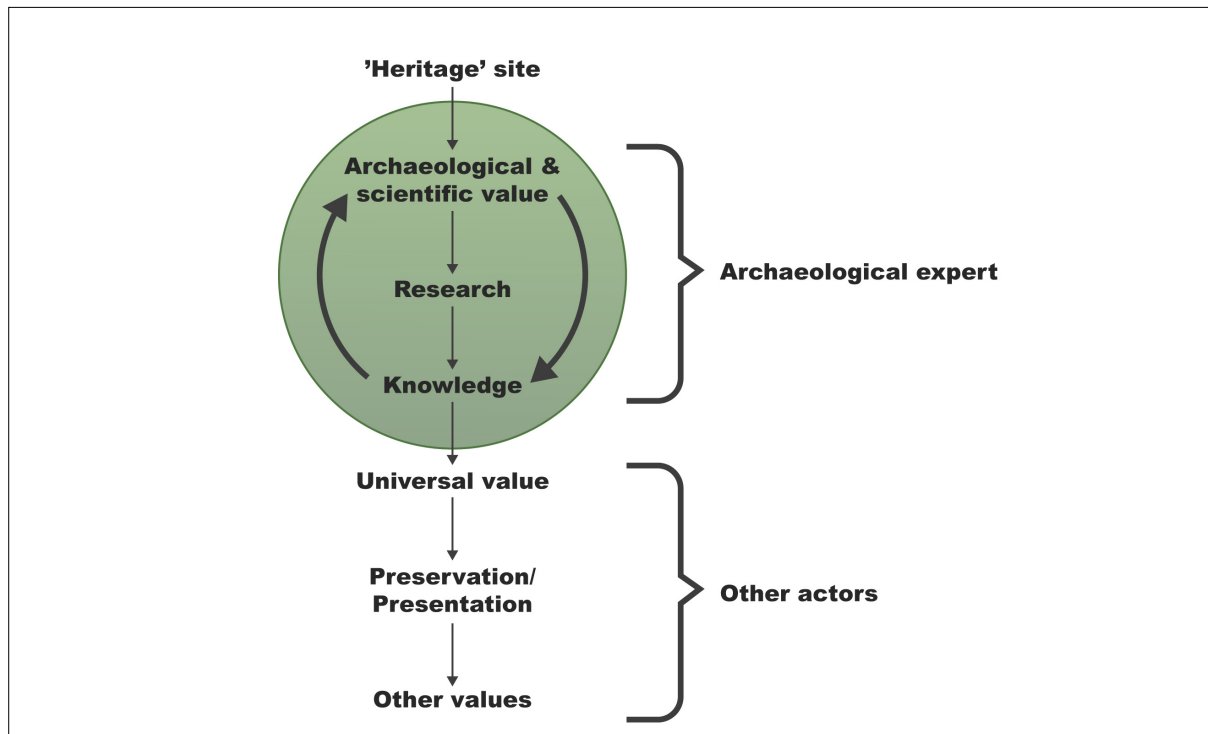 ’Heritage’ site
Archaeological &
scientific value
Research
Archaeological expert
Knowledge
Universal value
Preservation/
Presentation
Other actors
Other values